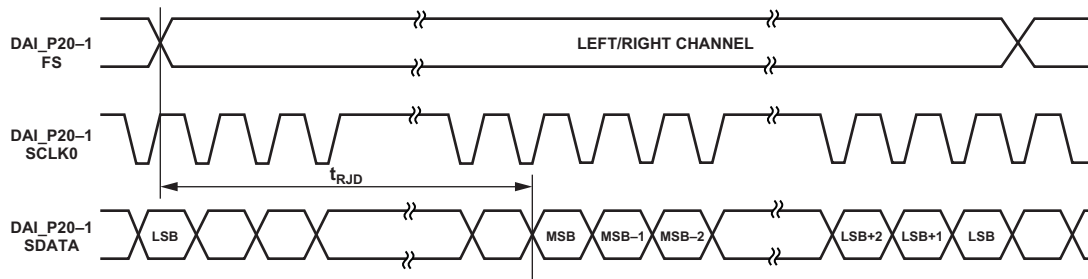 DAI_P20–1
FS
LEFT/RIGHT CHANNEL
DAI_P20–1
SCLK0
tRJD
DAI_P20–1
SDATA
LSB
MSB
MSB–1
MSB–2
LSB+2
LSB+1
LSB